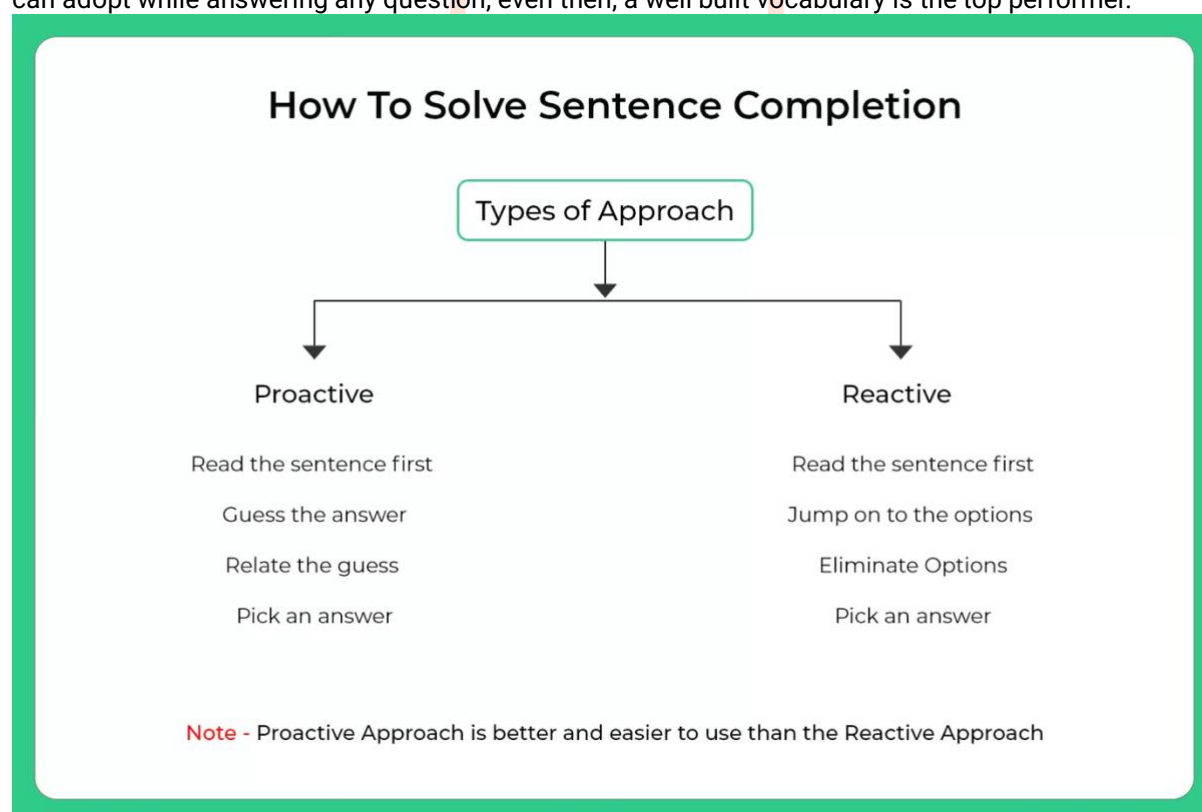 can adopt while answering any question, even then, a well built vocabulary is the top performer.
How To Solve Sentence Completion
Types of Approach
Proactive
Read the sentence first
Guess the answer
Relate the guess
Pick an answer
Reactive
Read the sentence first
Jump on to the options
Eliminate Options
Pick an answer
Note - Proactive Approach is better and easier to use than the Reactive Approach